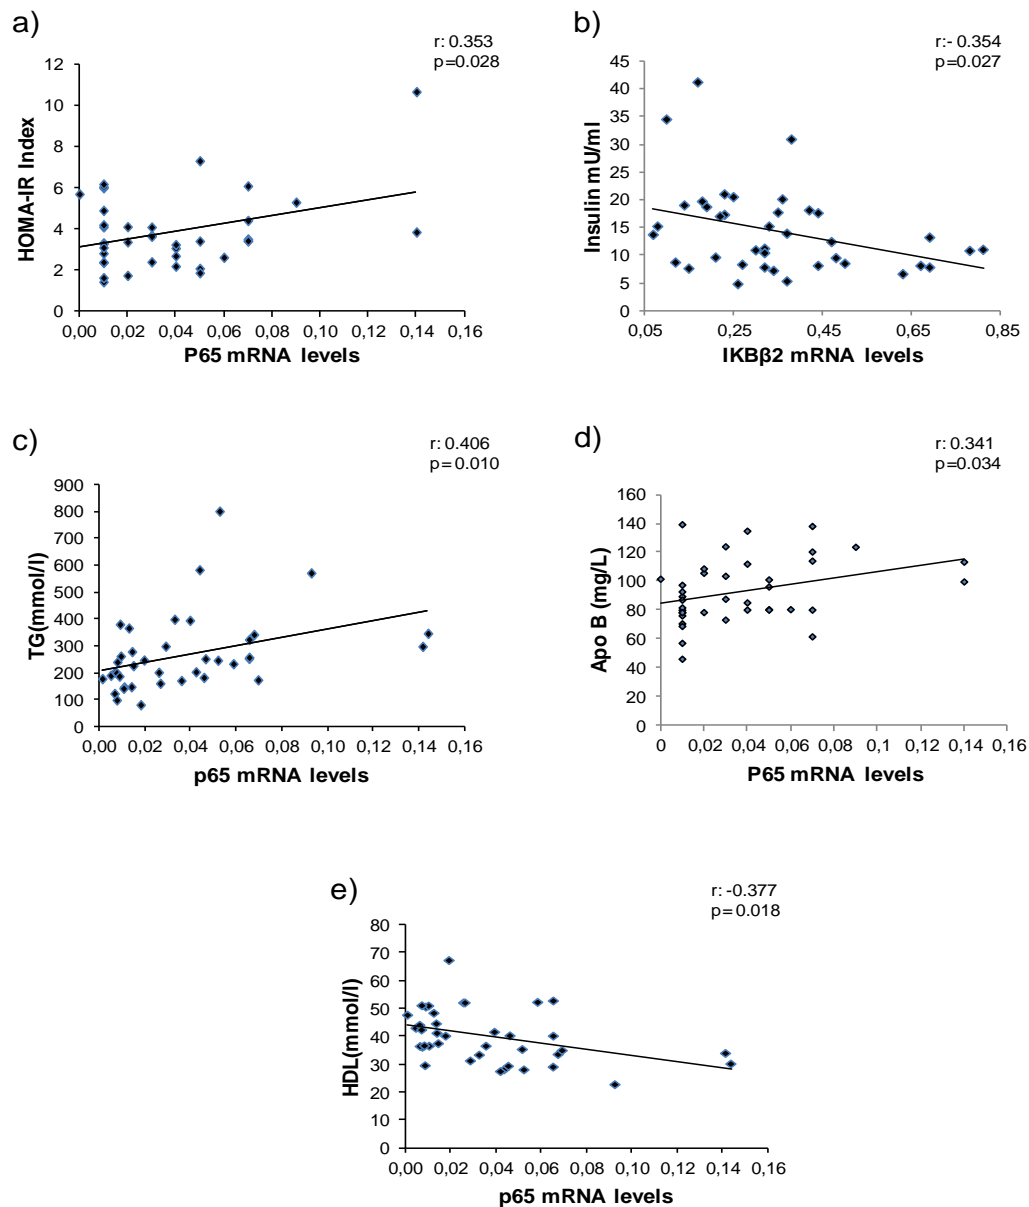 a)
r: 0.353
p=0.028
HOMA-IR Index
12
10
8
6
4
2
0
0,00 0,02 0,04 0,06 0,08 0,10 0,12 0,14 0,16
P65 mRNA levels
b)
r:- 0.354
p=0.027
Insulin mU/ml
45
40
35
30
25
20
15
10
5
0
0,05 0,25 0,45 0,65 0,85
IKBβ2 mRNA levels
c)
r: 0.406
p= 0.010
TG(mmol/l)
900
800
700
600
500
400
300
200
100
0
0,00 0,02 0,04 0,06 0,08 0,10 0,12 0,14 0,16
p65 mRNA levels
d)
r: 0.341
p=0.034
Apo B (mg/L)
160
140
120
100
80
60
40
20
0
0 0,02 0,04 0,06 0,08 0,1 0,12 0,14 0,16
P65 mRNA levels
e)
r: -0.377
p= 0.018
HDL(mmol/l)
80
70
60
50
40
30
20
10
0
0,00 0,02 0,04 0,06 0,08 0,10 0,12 0,14 0,16
p65 mRNA levels